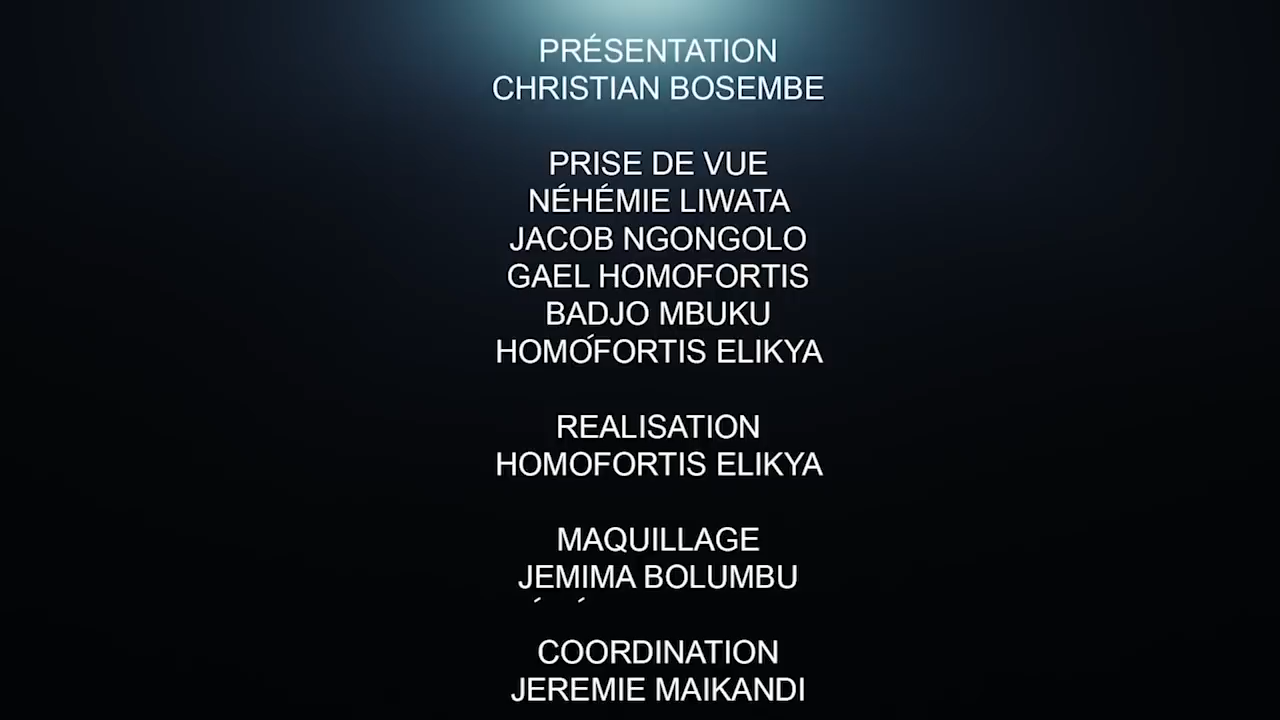 PRÉSENTATION
CHRISTIAN BOSEMBE
PRISE DE VUE
NÉHÉMIE LIWATA
JACOB NGONGOLO
GAEL HOMOFORTIS
BADJO MBUKU
HOMOFORTIS ELIKYA
REALISATION
HOMOFORTIS ELIKYA
MAQUILLAGE
JEMIMA BOLUMBU
COORDINATION
JEREMIE MAIKANDI